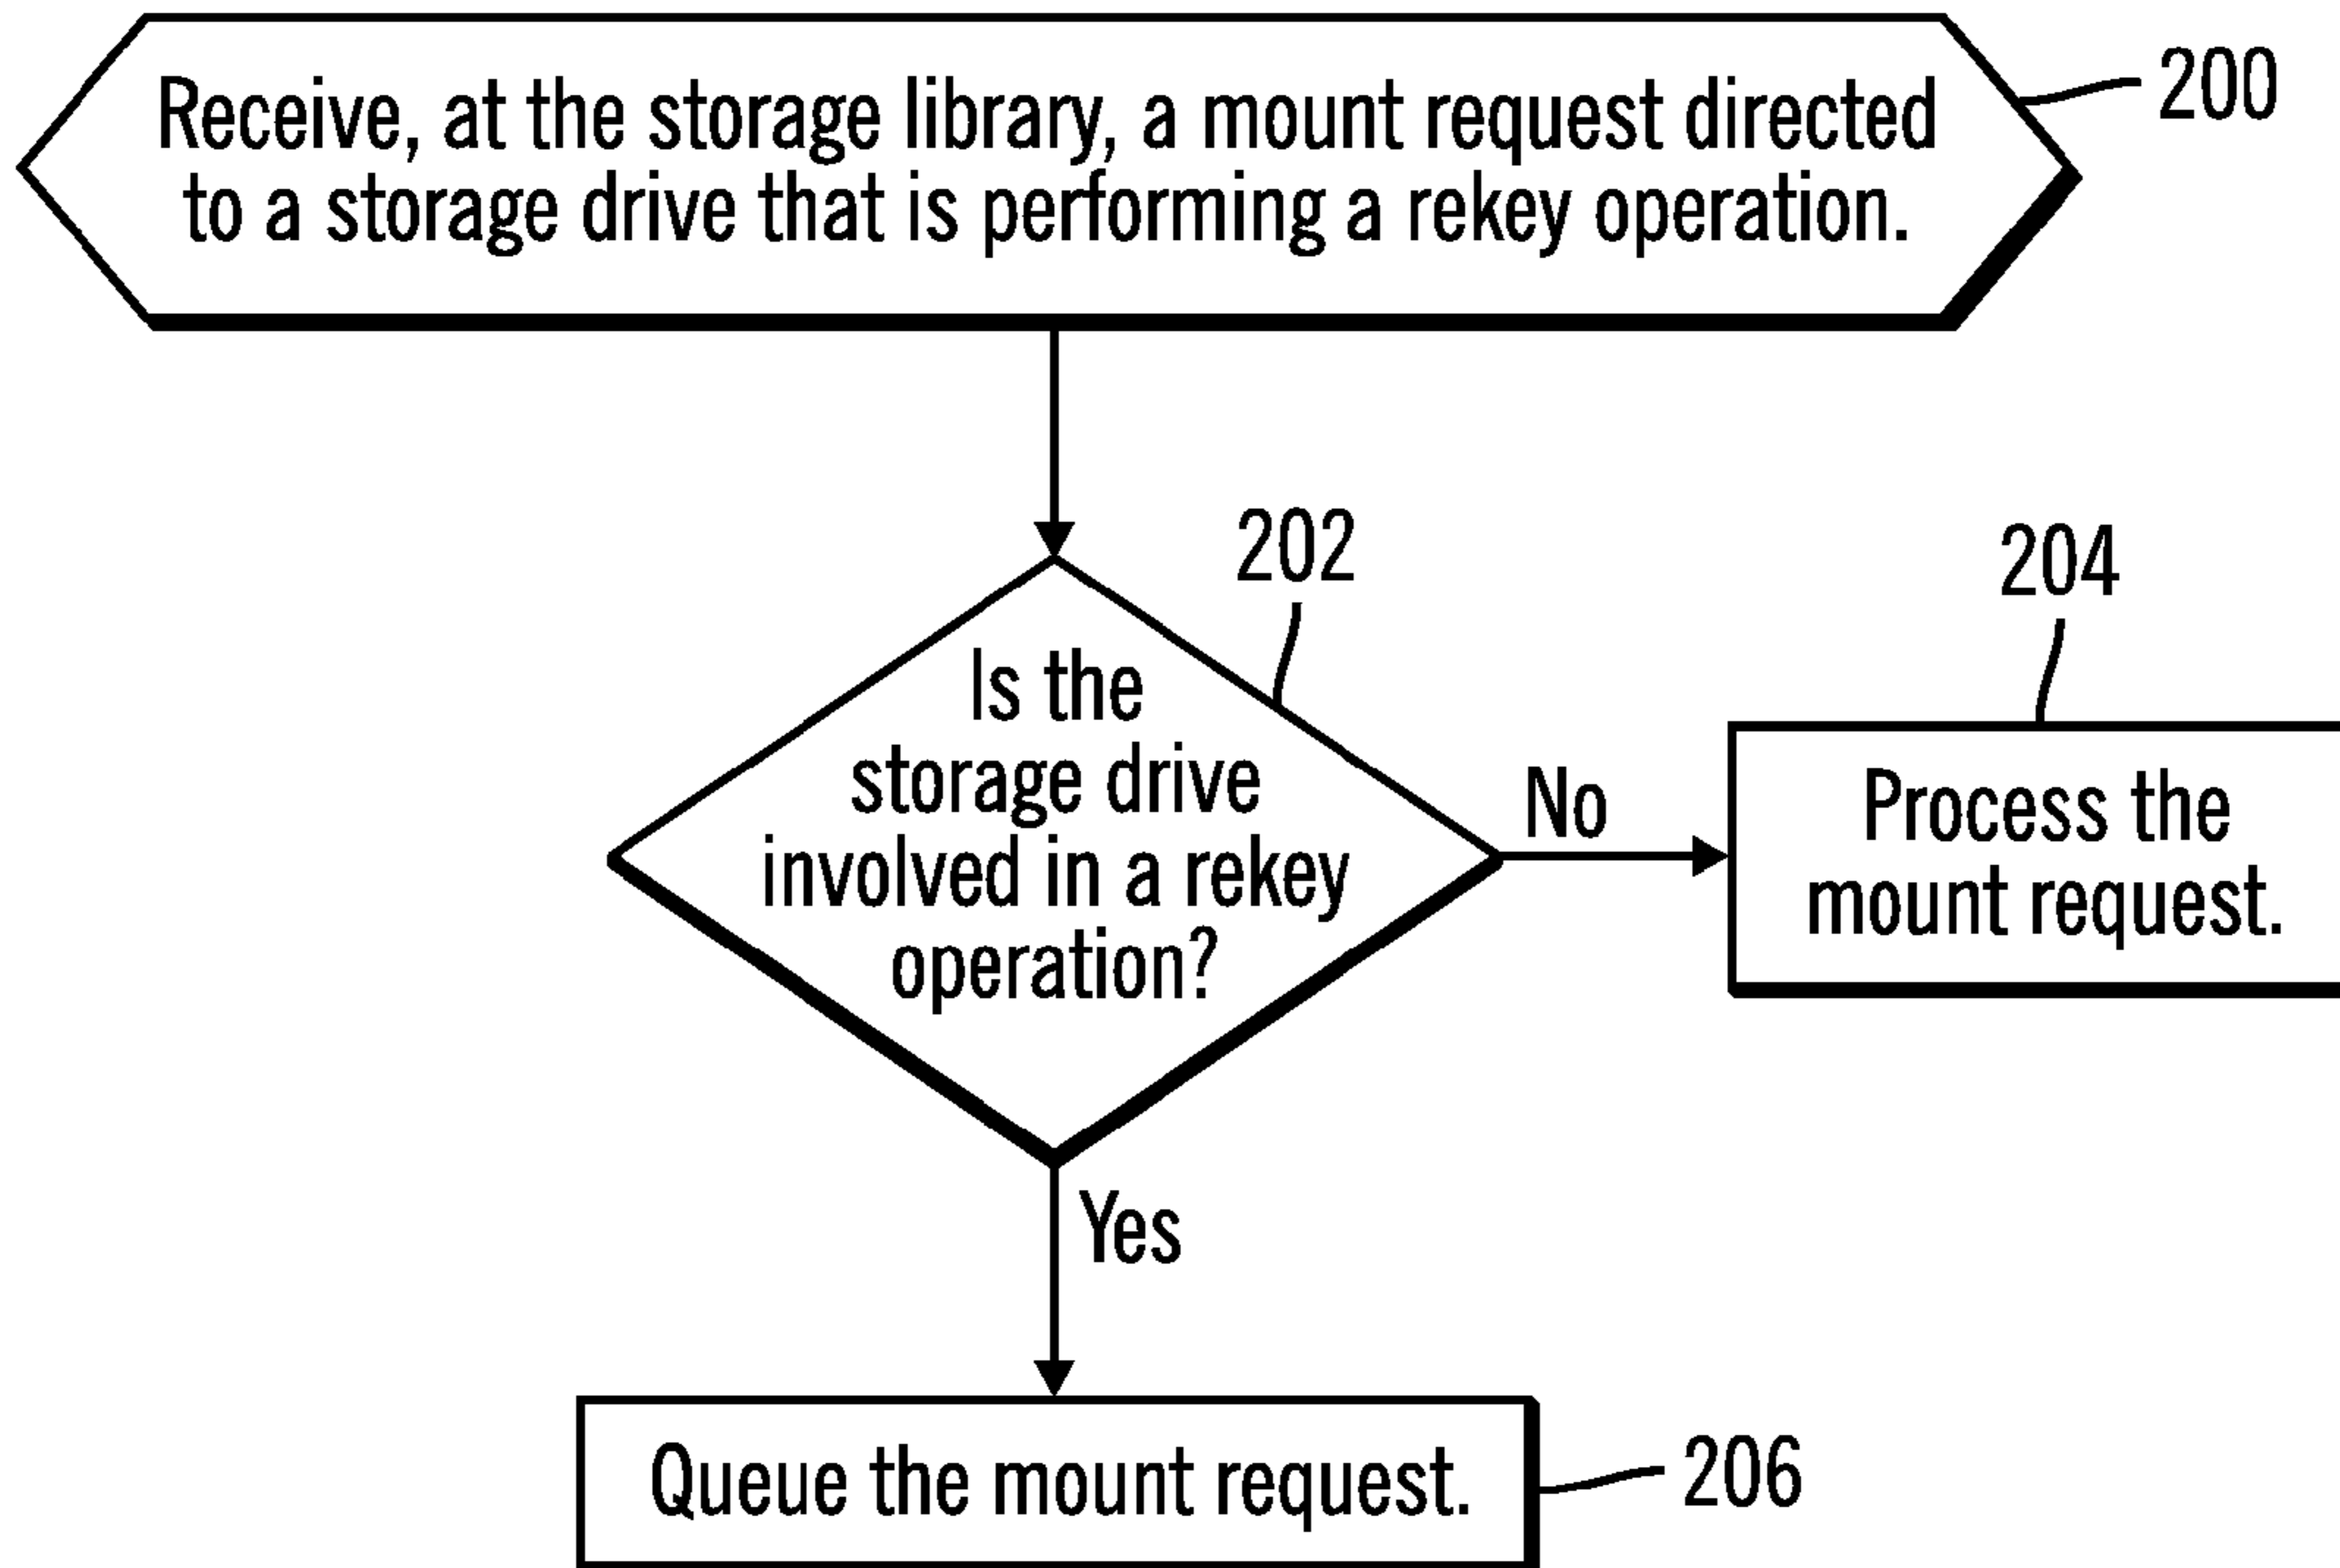 Receive, at the storage library, a mount request directed
to a storage drive that is performing a rekey operation.
200
202
204
Is the
storage drive
involved in a rekey
operation?
No
Process the
mount request.
Yes
Queue the mount request.
206